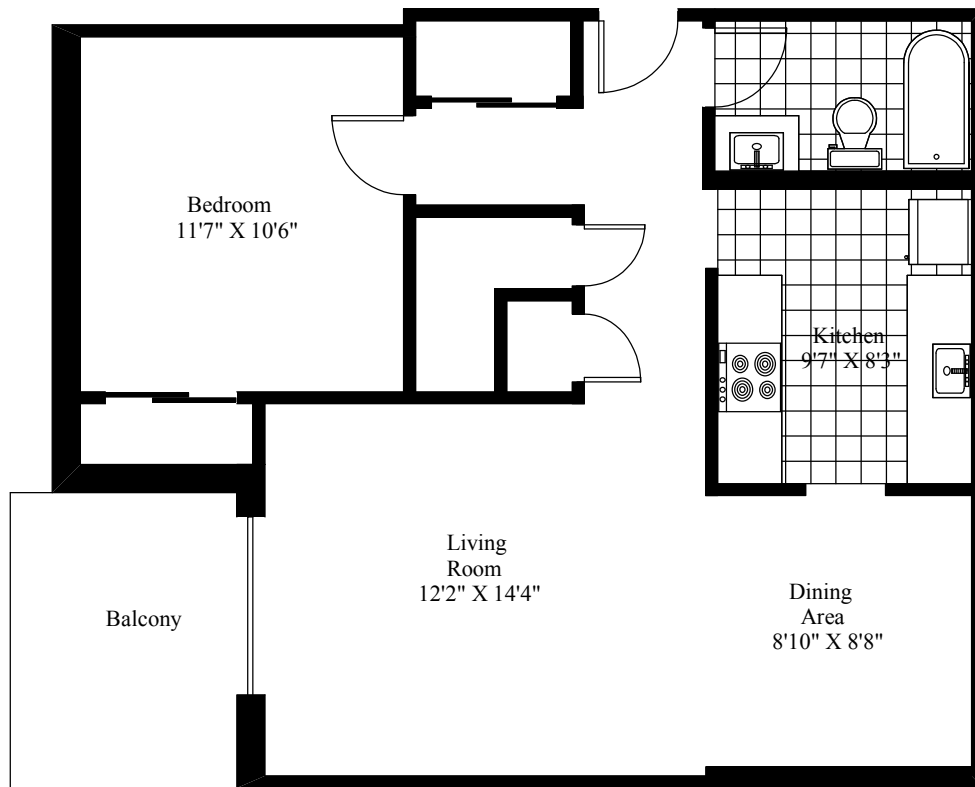 Bedroom
11'7" X 10'6"
Kitchen
9'7" X 8'3"
Living
Room
12'2" X 14'4"
Dining
Area
8'10" X 8'8"
Balcony